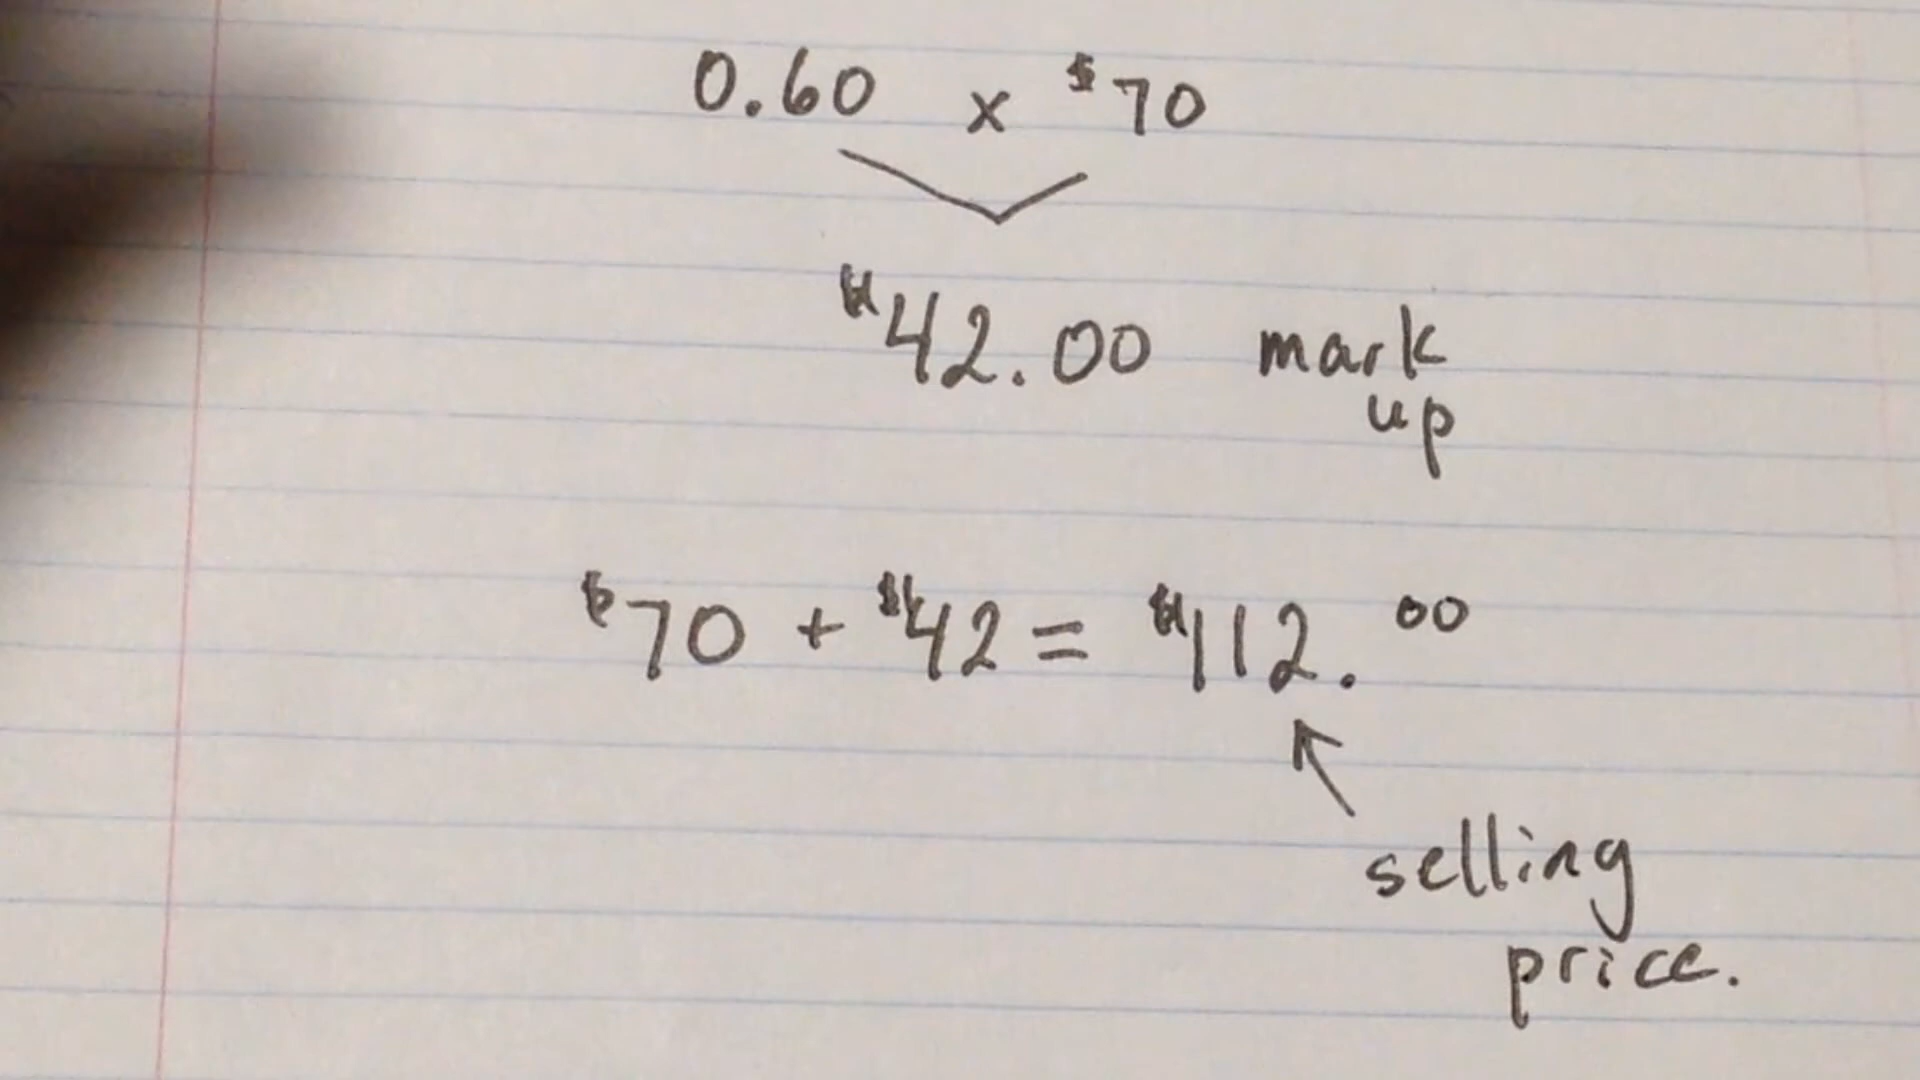 0.60 x $70
$42.00 mark
up
$70 + $42 = $112.00
selling
price.